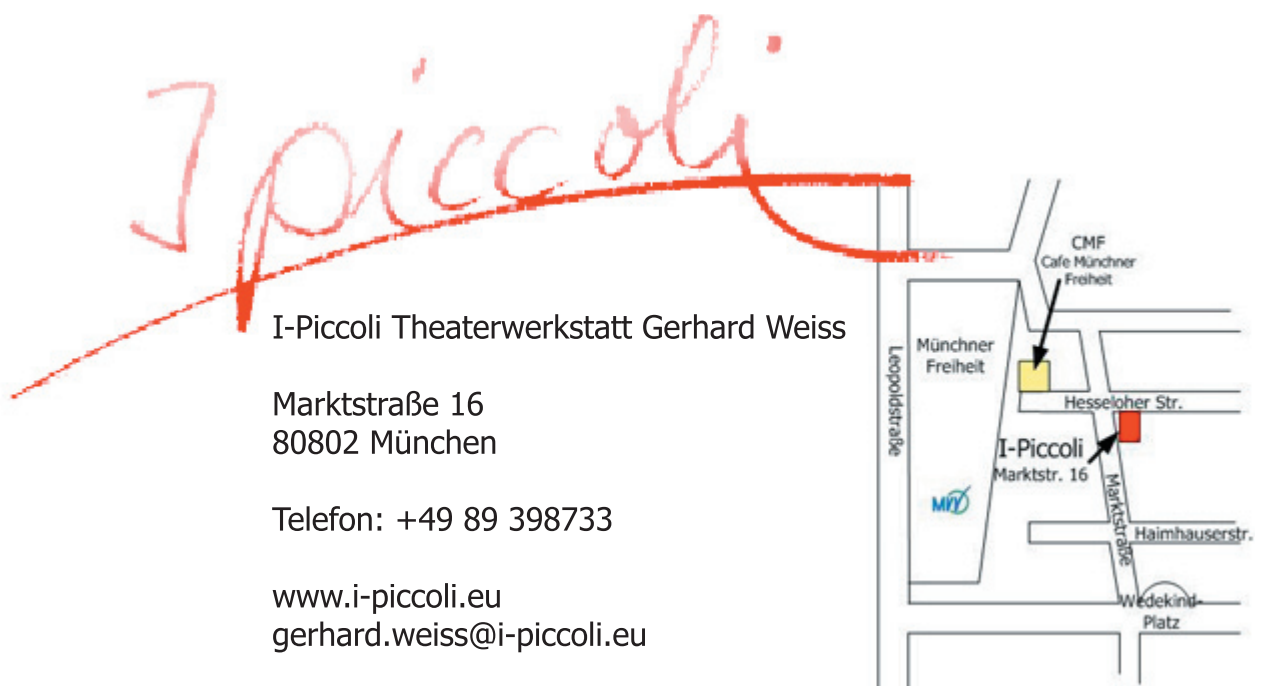 I piccoli
I-Piccoli Theaterwerkstatt Gerhard Weiss
Marktstraße 16
80802 München
Telefon: +49 89 398733
www.i-piccoli.eu
gerhard.weiss@i-piccoli.eu
CMF
Cafe Münchner
Freiheit
Münchner
Freiheit
Leopoldstraße
Hesseloher Str.
I-Piccoli
Marktstr. 16
MVV
Marktstraße
Haimhauserstr.
Wedekind-
Platz